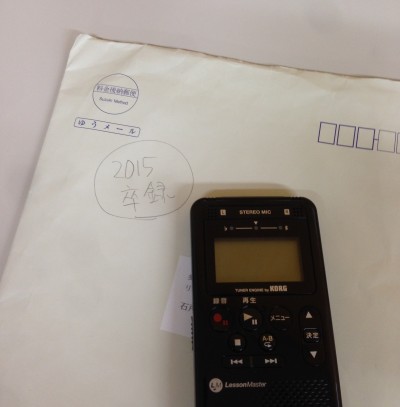 料金後納郵便
ゆうメール
2015
卒録
L STEREO MIC R
TUNER ENGINE by KORG
録音 再生
メニュー
A-B
決定
LessonMaster